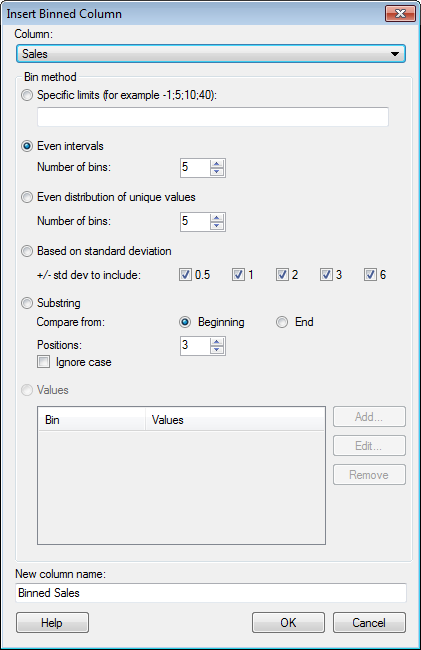 Insert Binned Column
Column:
Sales
Bin method
Specific limits (for example -1;5;10;40):
Even intervals
Number of bins: 5
Even distribution of unique values
Number of bins: 5
Based on standard deviation
+/- std dev to include: 0.5 1 2 3 6
Substring
Compare from: Beginning End
Positions: 3
Ignore case
Values
Bin Values Add...
Edit...
Remove
New column name:
Binned Sales
Help OK Cancel